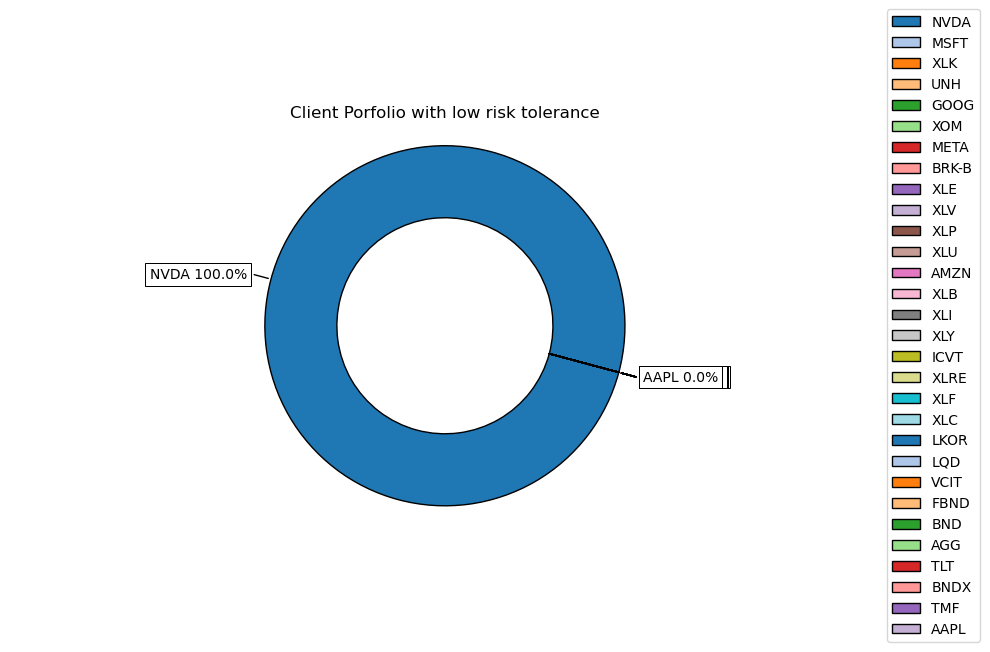 Client Porfolio with low risk tolerance
NVDA 100.0%
AAPL 0.0%
NVDA
MSFT
XLK
UNH
GOOG
XOM
META
BRK-B
XLE
XLV
XLP
XLU
AMZN
XLB
XLI
XLY
ICVT
XLRE
XLF
XLC
LKOR
LQD
VCIT
FBND
BND
AGG
TLT
BNDX
TMF
AAPL